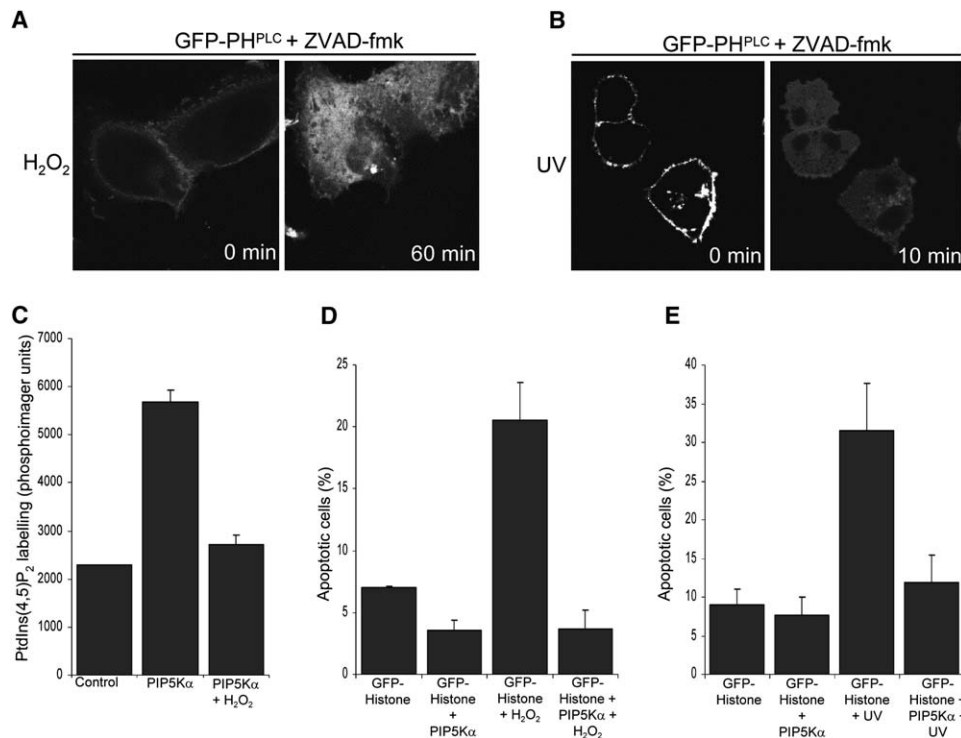 A
GFP-PHPLC + ZVAD-fmk
H2O2
0 min
60 min
B
GFP-PHPLC + ZVAD-fmk
UV
0 min
10 min
C
PtdIns(4,5)P2 labelling (phosphoimager units)
7000
6000
5000
4000
3000
2000
1000
0
Control
PIP5Kα
PIP5Kα
+ H2O2
D
Apoptotic cells (%)
25
20
15
10
5
0
GFP-
Histone
GFP-
Histone
+
PIP5Kα
GFP-
Histone
+ H2O2
GFP-
Histone +
PIP5Kα +
H2O2
E
Apoptotic cells (%)
40
35
30
25
20
15
10
5
0
GFP-
Histone
GFP-
Histone
+
PIP5Kα
GFP-
Histone
+ UV
GFP-
Histone +
PIP5Kα +
UV